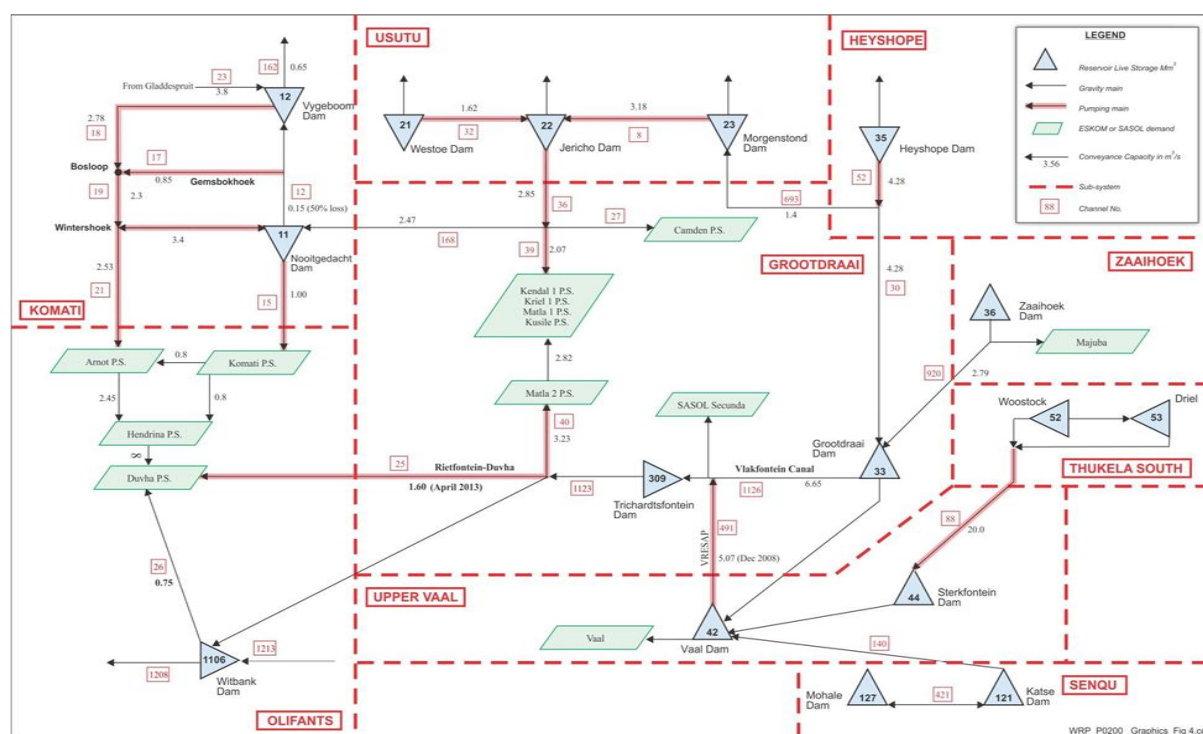 USUTU
HEYSHOPE
LEGEND
Reservoir Live Storage Mm³
Gravity main
Pumping main
ESKOM or SASOL demand
3.56
Conveyance Capacity in m³/s
Sub-system
88
Channel No.
162
0.65
23
From Gladdespruit
3.8
12
Vygeboom
Dam
2.78
18
17
Bosloop
0.85
Gemsbokhoek
19
2.3
12
0.15 (50% loss)
Wintershoek
3.4
11
Nooitgedacht
Dam
2.53
21
15
1.00
KOMATI
21
Westoe Dam
1.62
32
22
Jericho Dam
3.18
8
23
Morgenstond
Dam
35
Heyshope Dam
52
4.28
693
1.4
2.85
36
2.47
168
27
Camden P.S.
39
2.07
GROOTDRAAI
ZAAIHOEK
4.28
30
Kendal 1 P.S.
Kriel 1 P.S.
Matla 1 P.S.
Kusile P.S.
36
Zaaihoek
Dam
Majuba
920
2.79
Arnot P.S.
0.8
Komati P.S.
2.45
0.8
Hendrina P.S.
∞
Duvha P.S.
2.82
Matla 2 P.S.
40
3.23
SASOL Secunda
25
Rietfontein-Duvha
1.60 (April 2013)
1123
309
Trichardtsfontein
Dam
Vlakfontein Canal
1126
6.65
Grootdraai
Dam
33
Woostock
52
Driel
53
THUKELA SOUTH
88
20.0
491
VRESAP
5.07 (Dec 2008)
26
0.75
UPPER VAAL
44
Sterkfontein
Dam
Vaal
42
Vaal Dam
140
1106
Witbank
Dam
1213
1208
OLIFANTS
SENQU
Mohale
Dam
127
421
121
Katse
Dam
WRP_P0200_Graphics_Fig 4.c